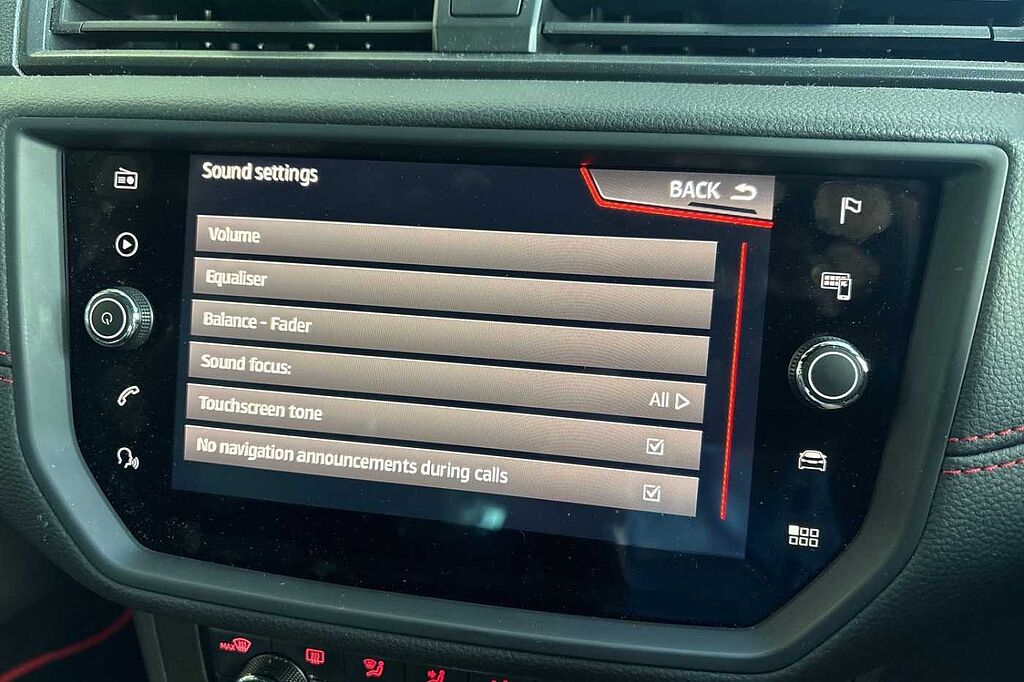 Sound settings
BACK
Volume
Equaliser
Balance - Fader
Sound focus:
All
Touchscreen tone
No navigation announcements during calls
MAX